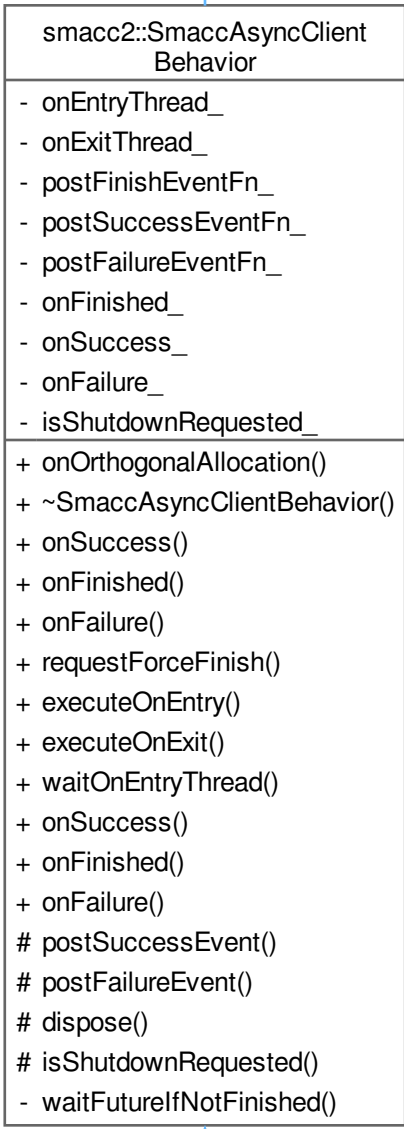 smacc2::SmaccAsyncClient
Behavior
- onEntryThread_
- onExitThread_
- postFinishEventFn_
- postSuccessEventFn_
- postFailureEventFn_
- onFinished_
- onSuccess_
- onFailure_
- isShutdownRequested_
+ onOrthogonalAllocation()
+ ~SmaccAsyncClientBehavior()
+ onSuccess()
+ onFinished()
+ onFailure()
+ requestForceFinish()
+ executeOnEntry()
+ executeOnExit()
+ waitOnEntryThread()
+ onSuccess()
+ onFinished()
+ onFailure()
# postSuccessEvent()
# postFailureEvent()
# dispose()
# isShutdownRequested()
- waitFutureIfNotFinished()